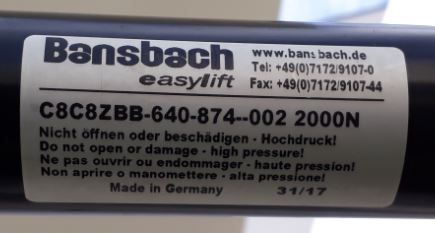 Bansbach
easylift
www.bansbach.de
Tel: +49(0)7172/9107-0
Fax: +49(0)7172/9107-44
C8C8ZBB-640-874--002 2000N
Nicht öffnen oder beschädigen - Hochdruck!
Do not open or damage - high pressure!
Ne pas ouvrir ou endommager - haute pression!
Non aprire o manomettere - alta pressione!
Made in Germany 31/17